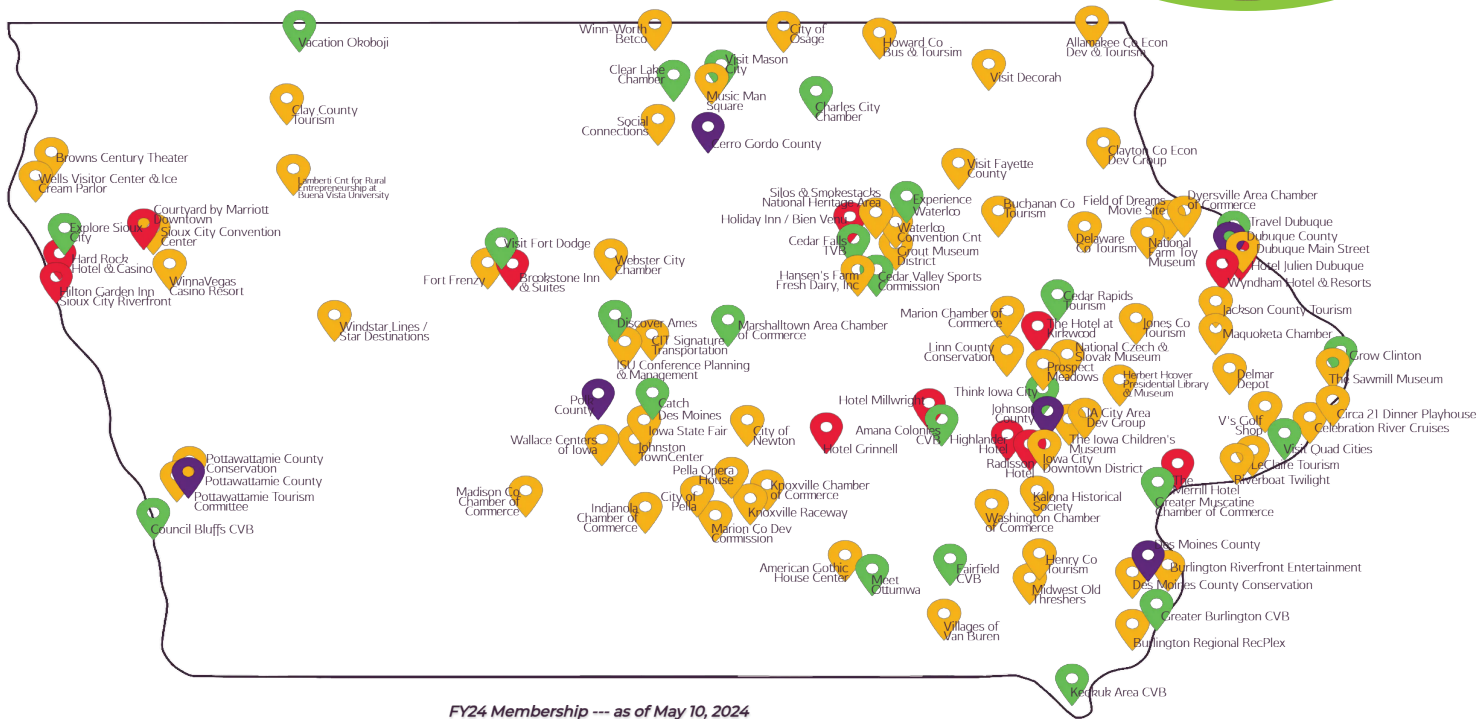 Vacation Okoboji
Winn-Worth
Betco
City of
Osage
Howard Co
Bus & Toursim
Allamakee Co Econ
Dev & Tourism
Clear Lake
Chamber
Visit Mason
City
Music Man
Square
Visit Decorah
Clay County
Tourism
Charles City
Chamber
Social
Connections
Cerro Gordo County
Browns Century Theater
Wells Visitor Center & Ice
Cream Parlor
Lamberti Cnt for Rural
Entrepreneurship at
Buena Vista University
Visit Fayette
County
Clayton Co Econ
Dev Group
Courtyard by Marriott
Downtown
Sioux City Convention
Center
Explore Sioux
City
Hard Rock
Hotel & Casino
Hilton Garden Inn
Sioux City Riverfront
WinnaVegas
Casino Resort
Visit Fort Dodge
Fort Frenzy
Brookstone Inn
& Suites
Webster City
Chamber
Silos & Smokestacks
National Heritage Area
Holiday Inn / Bien Venu
Experience
Waterloo
Waterloo
Convention Cnt
Cedar Falls
TVB
Grout Museum
District
Hansen's Farm
Fresh Dairy, Inc
Cedar Valley Sports
Commission
Buchanan Co
Tourism
Field of Dreams
Movie Site
Dyersville Area Chamber
of Commerce
Delaware
Co Tourism
National
Farm Toy
Museum
Travel Dubuque
Dubuque County
Dubuque Main Street
Hotel Julien Dubuque
Wyndham Hotel & Resorts
Windstar Lines /
Star Destinations
Discover Ames
CIT Signature
Transportation
ISU Conference Planning
& Management
Marshalltown Area Chamber
of Commerce
Cedar Rapids
Tourism
Marion Chamber of
Commerce
The Hotel at
Kirkwood
Linn County
Conservation
National Czech &
Slovak Museum
Prospect
Meadows
Jones Co
Tourism
Jackson County Tourism
Maquoketa Chamber
Grow Clinton
The Sawmill Museum
Delmar
Depot
Herbert Hoover
Presidential Library
& Museum
Think Iowa City
Polk
County
Catch
Des Moines
Iowa State Fair
Johnston
TownCenter
Wallace Centers
of Iowa
City of
Newton
Hotel Grinnell
Hotel Millwright
Amana Colonies
CVB
Johnson
County
IA City Area
Dev Group
The Iowa Children's
Museum
Highlander
Hotel
Radisson
Hotel
Iowa City
Downtown District
V's Golf
Shop
Circa 21 Dinner Playhouse
Celebration River Cruises
Visit Quad Cities
LeClaire Tourism
Riverboat Twilight
The
Merrill Hotel
Greater Muscatine
Chamber of Commerce
Pottawattamie County
Conservation
Pottawattamie County
Pottawattamie Tourism
Committee
Council Bluffs CVB
Madison Co
Chamber of
Commerce
Indianola
Chamber of
Commerce
Pella Opera
House
City of
Pella
Knoxville Chamber
of Commerce
Knoxville Raceway
Marion Co Dev
Commission
Kalona Historical
Society
Washington Chamber
of Commerce
American Gothic
House Center
Meet
Ottumwa
Fairfield
CVB
Henry Co
Tourism
Midwest Old
Threshers
Villages of
Van Buren
Des Moines County
Burlington Riverfront Entertainment
Des Moines County Conservation
Greater Burlington CVB
Burlington Regional RecPlex
Keokuk Area CVB
FY24 Membership --- as of May 10, 2024